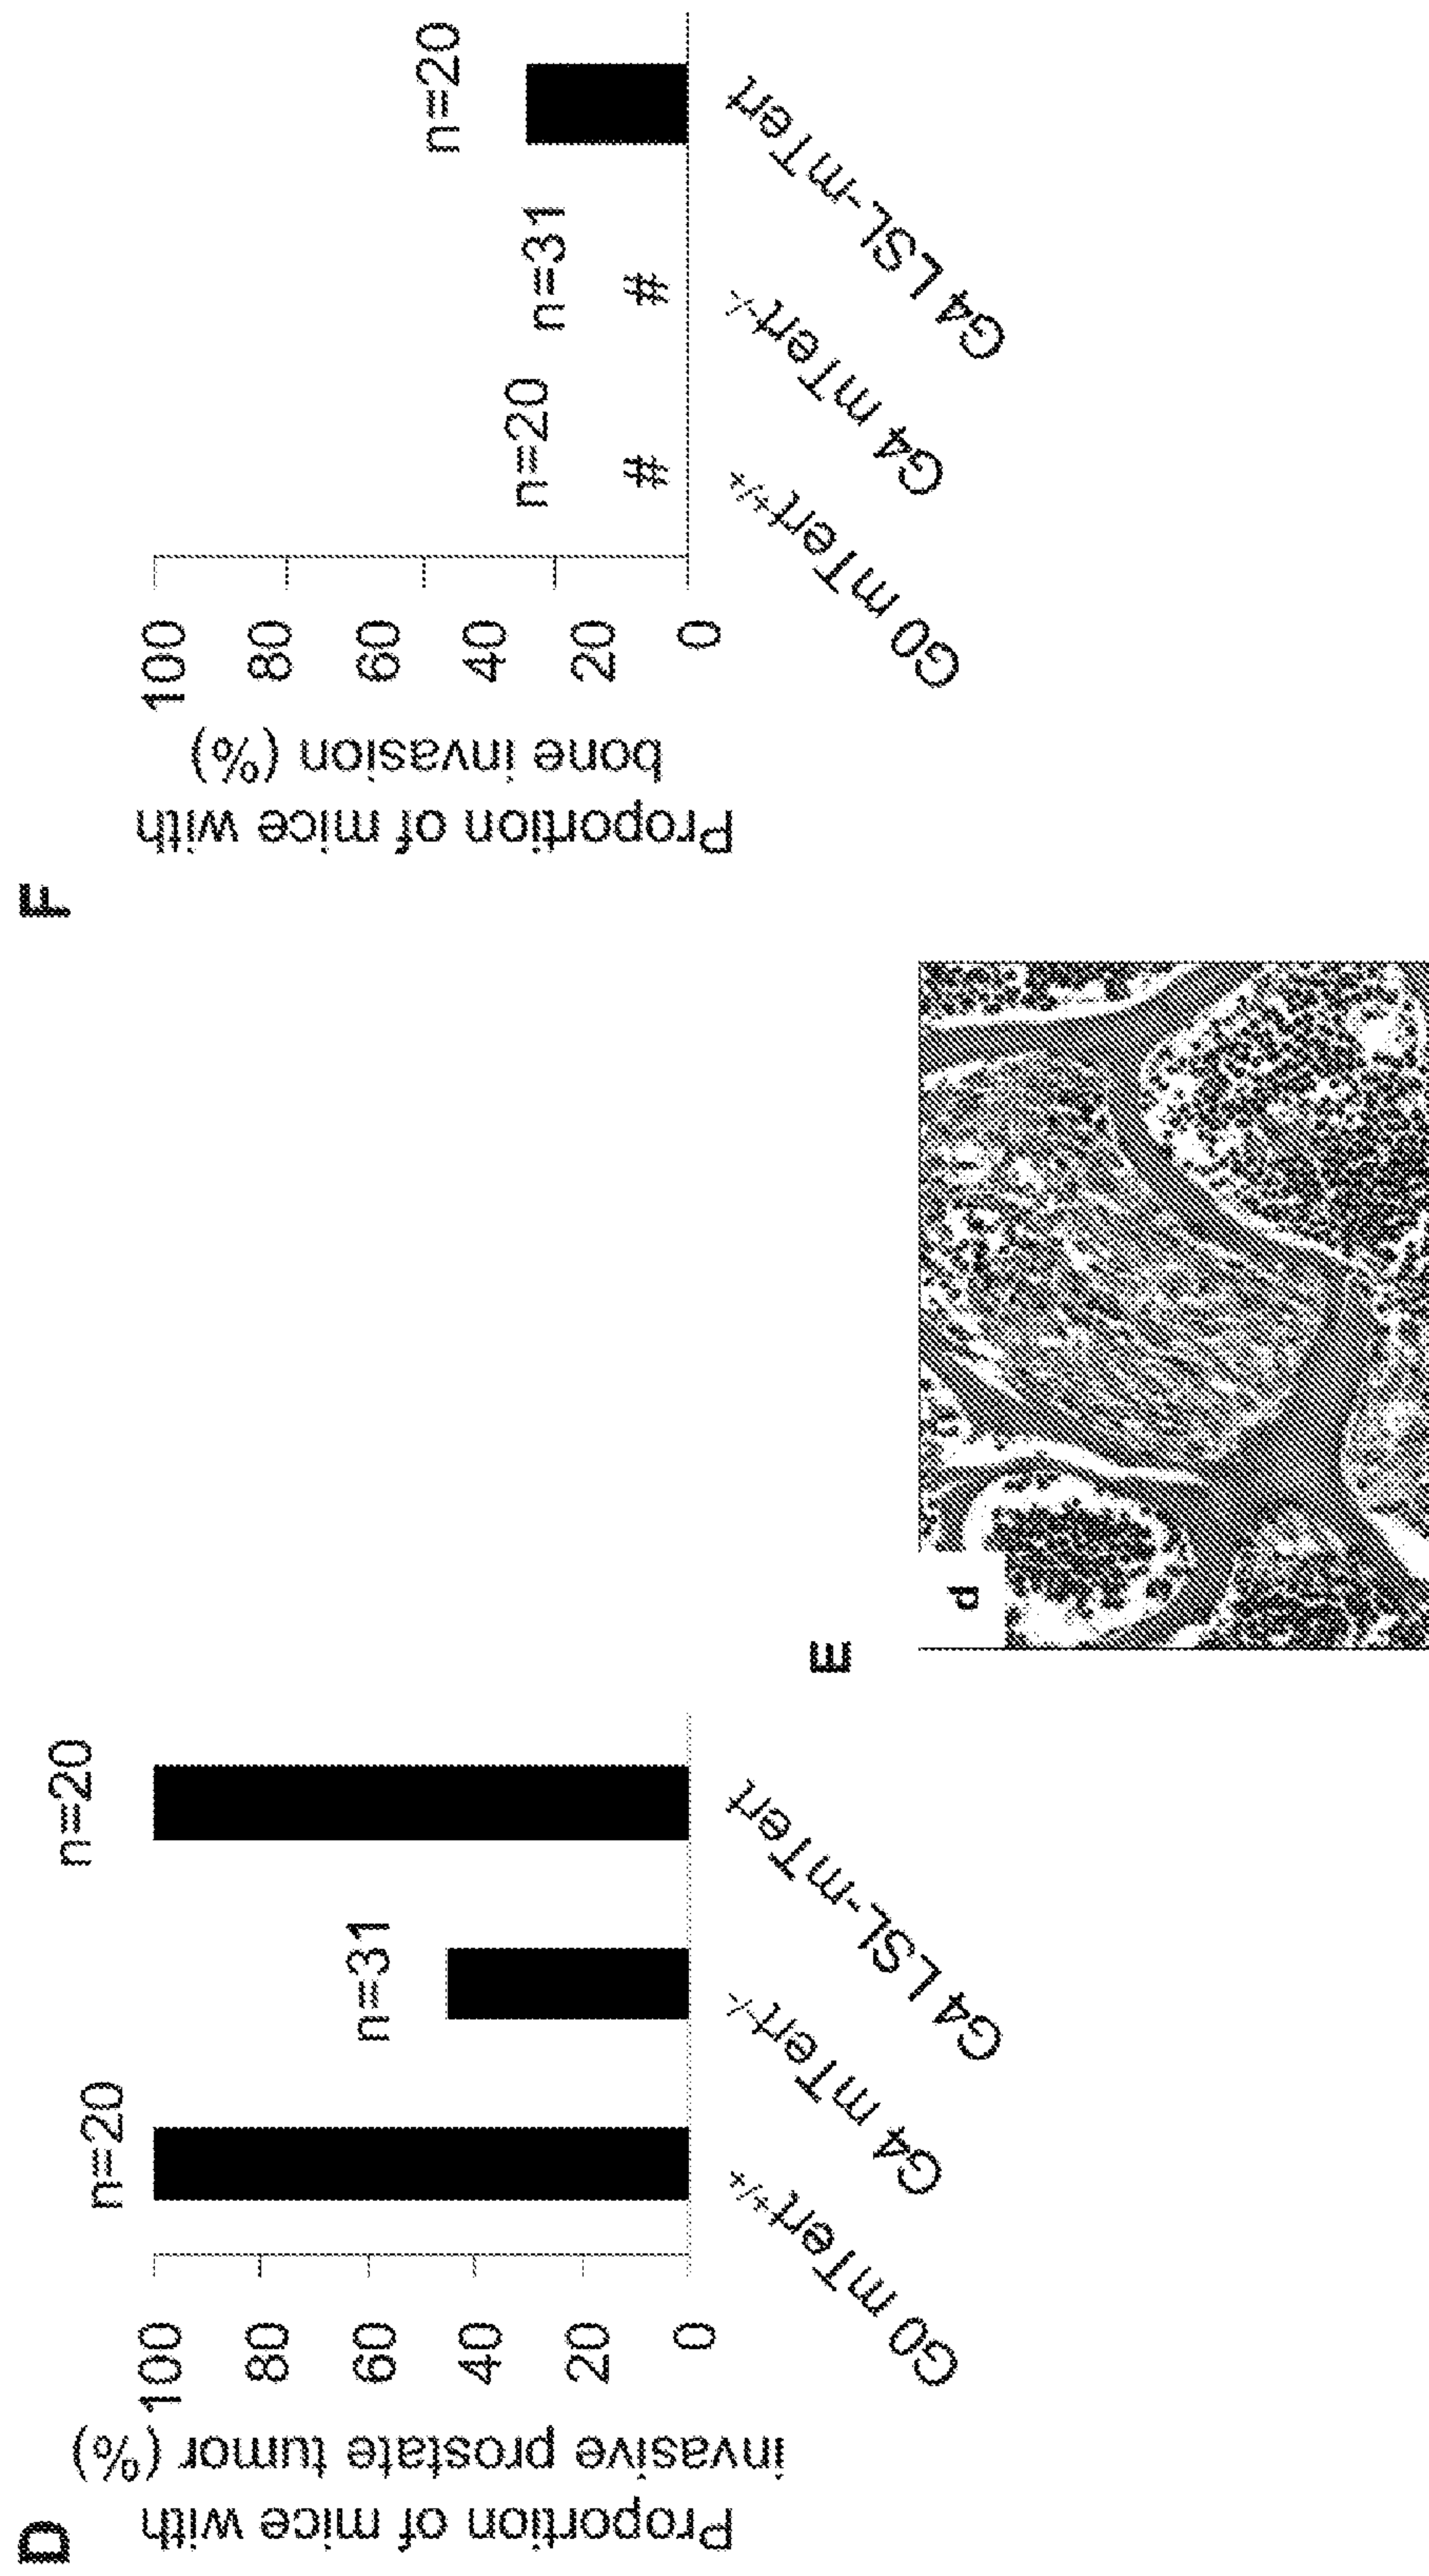 D
Proportion of mice with
invasive prostate tumor (%)
100
80
60
40
20
0
n=20
n=31
n=20
G0 mTert+/+
G4 mTert-/-
G4 LSL-mTert
E
d
F
Proportion of mice with
bone invasion (%)
100
80
60
40
20
0
n=20
n=31
n=20
#
#
G0 mTert+/+
G4 mTert-/-
G4 LSL-mTert